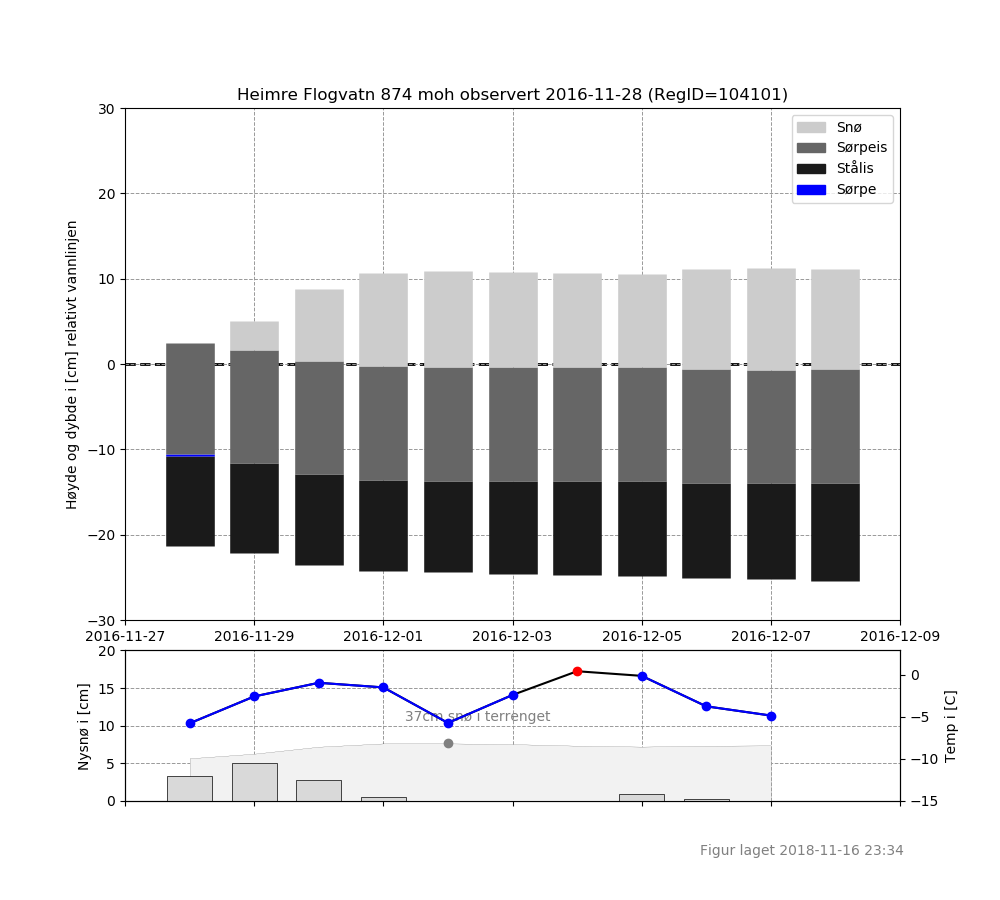 Heimre Flogvatn 874 moh observert 2016-11-28 (RegID=104101)
Høyde og dybde i [cm] relativt vannlinjen
30
20
10
0
−10
−20
−30
Snø
Sørpeis
Stålis
Sørpe
2016-11-27 2016-11-29 2016-12-01 2016-12-03 2016-12-05 2016-12-07 2016-12-09
Nysnø i [cm]
20
15
10
5
0
37cm snø i terrenget
0
−5
−10
−15
Temp i [C]
Figur laget 2018-11-16 23:34